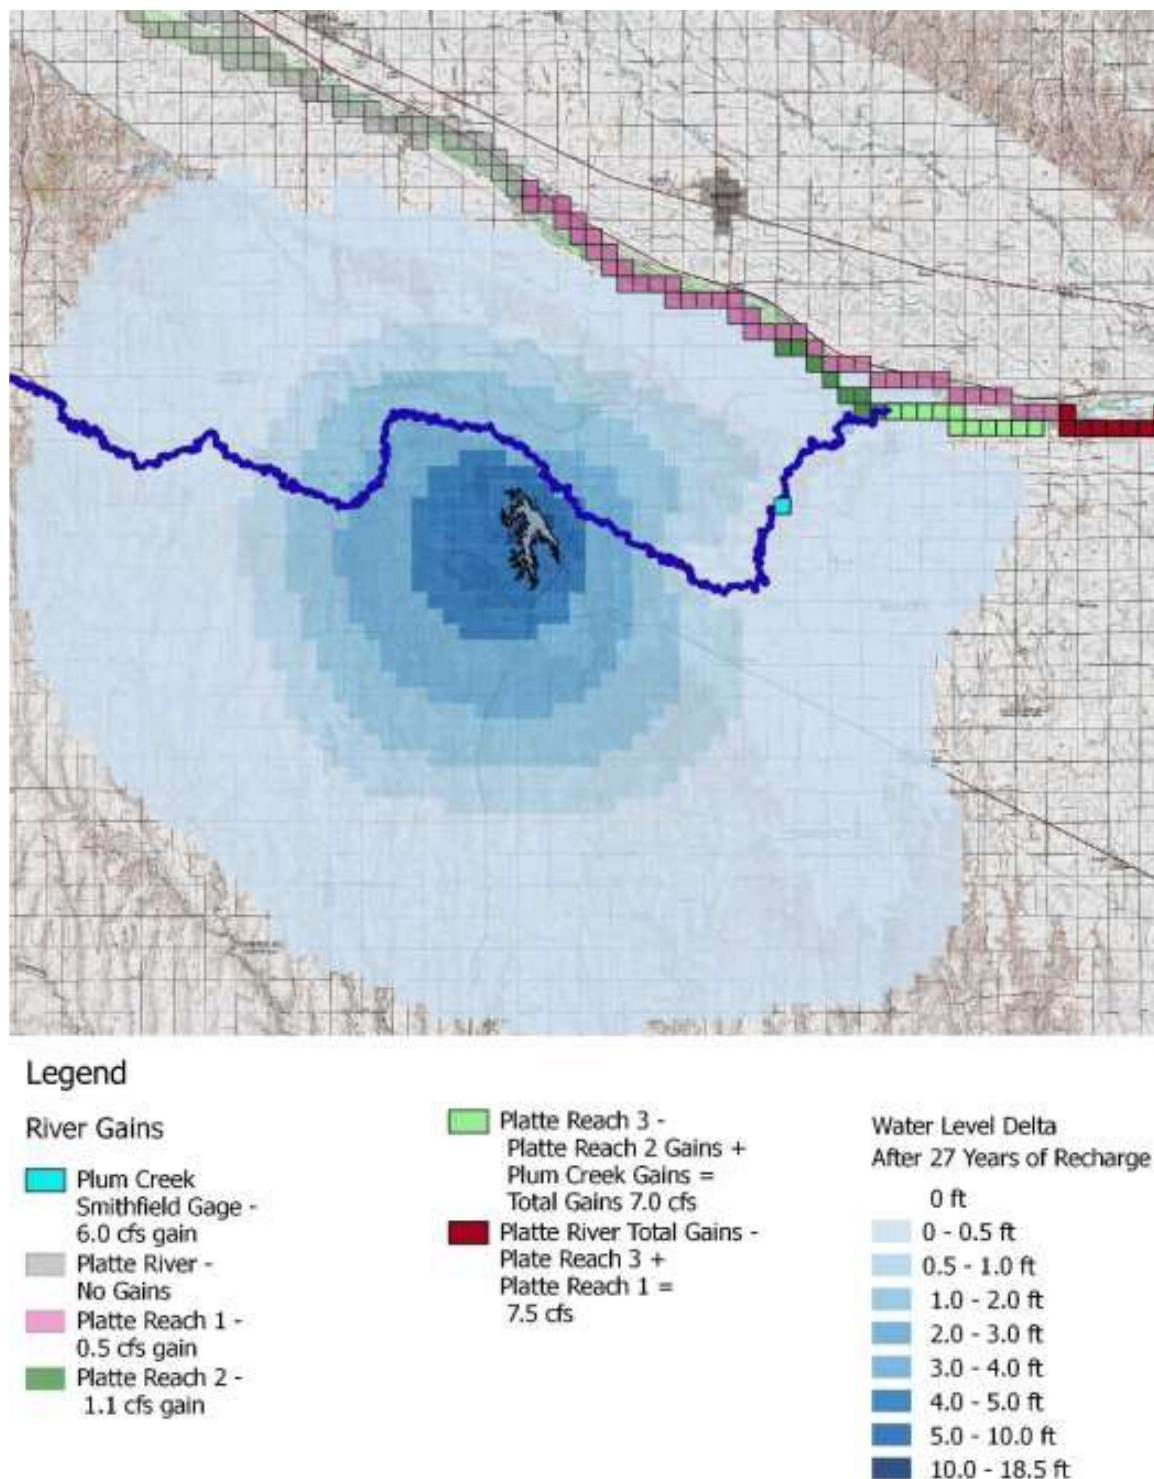 Legend
River Gains
Plum Creek
Smithfield Gage -
6.0 cfs gain
Platte River -
No Gains
Platte Reach 1 -
0.5 cfs gain
Platte Reach 2 -
1.1 cfs gain
Platte Reach 3 -
Platte Reach 2 Gains +
Plum Creek Gains =
Total Gains 7.0 cfs
Platte River Total Gains -
Plate Reach 3 +
Platte Reach 1 =
7.5 cfs
Water Level Delta
After 27 Years of Recharge
0 ft
0 - 0.5 ft
0.5 - 1.0 ft
1.0 - 2.0 ft
2.0 - 3.0 ft
3.0 - 4.0 ft
4.0 - 5.0 ft
5.0 - 10.0 ft
10.0 - 18.5 ft